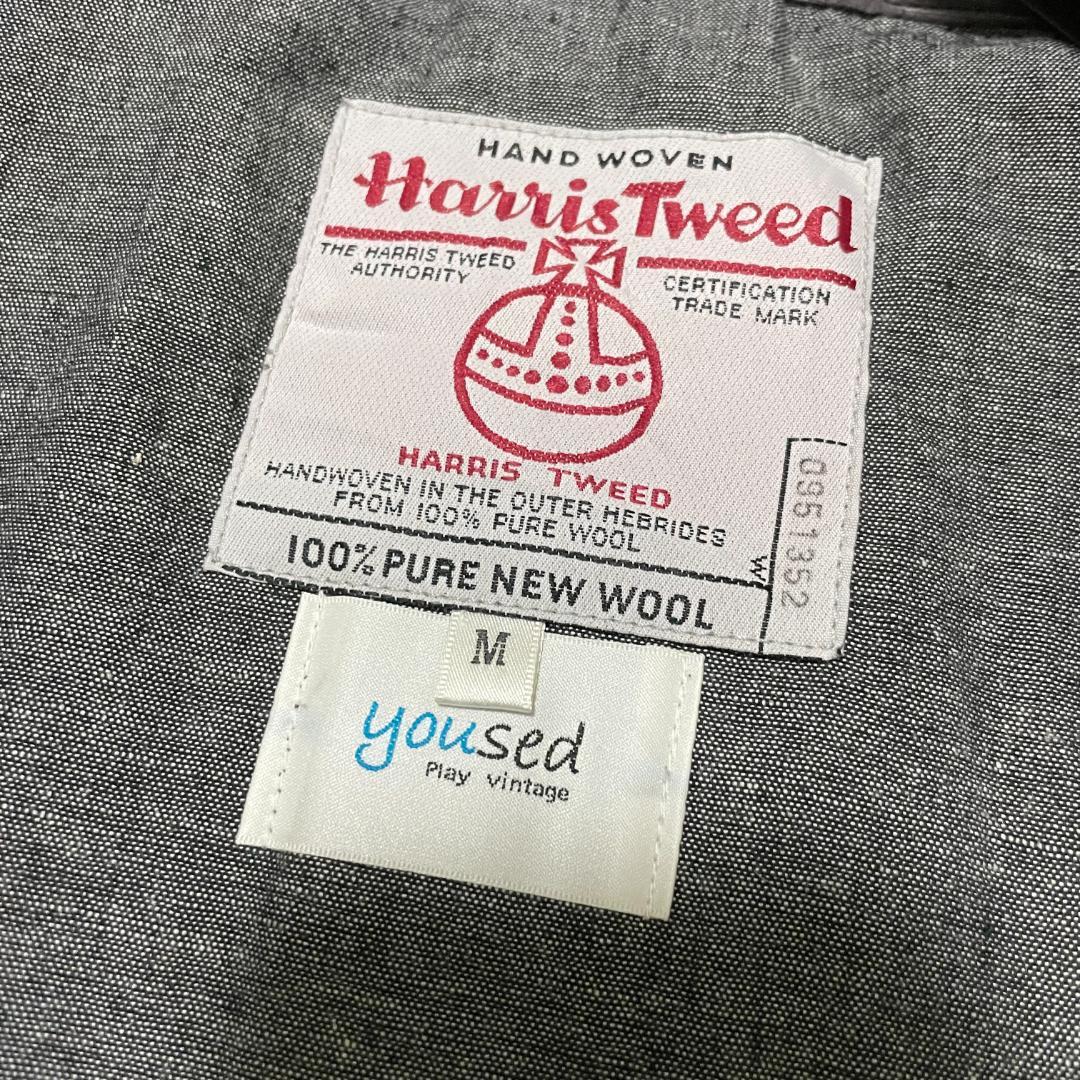 HAND WOVEN
Harris Tweed
THE HARRIS TWEED
AUTHORITY
CERTIFICATION
TRADE MARK
HARRIS TWEED
HANDWOVEN IN THE OUTER HEBRIDES
FROM 100% PURE WOOL
100% PURE NEW WOOL
W
0951352
M
yoused
Play vintage